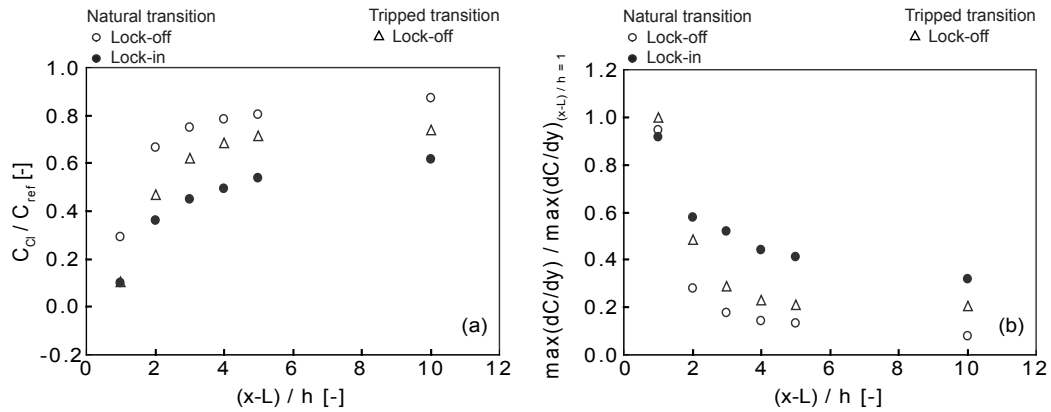 Natural transition
○ Lock-off
● Lock-in
Tripped transition
△ Lock-off
1.0
0.8
0.6
0.4
0.2
0.0
-0.2
C_Cl / C_ref [-]
(a)
0 2 4 6 8 10 12
(x-L) / h [-]
Natural transition
○ Lock-off
● Lock-in
Tripped transition
△ Lock-off
1.2
1.0
0.8
0.6
0.4
0.2
0.0
max(dC/dy) / max(dC/dy)_(x-L) / h = 1
(b)
0 2 4 6 8 10 12
(x-L) / h [-]